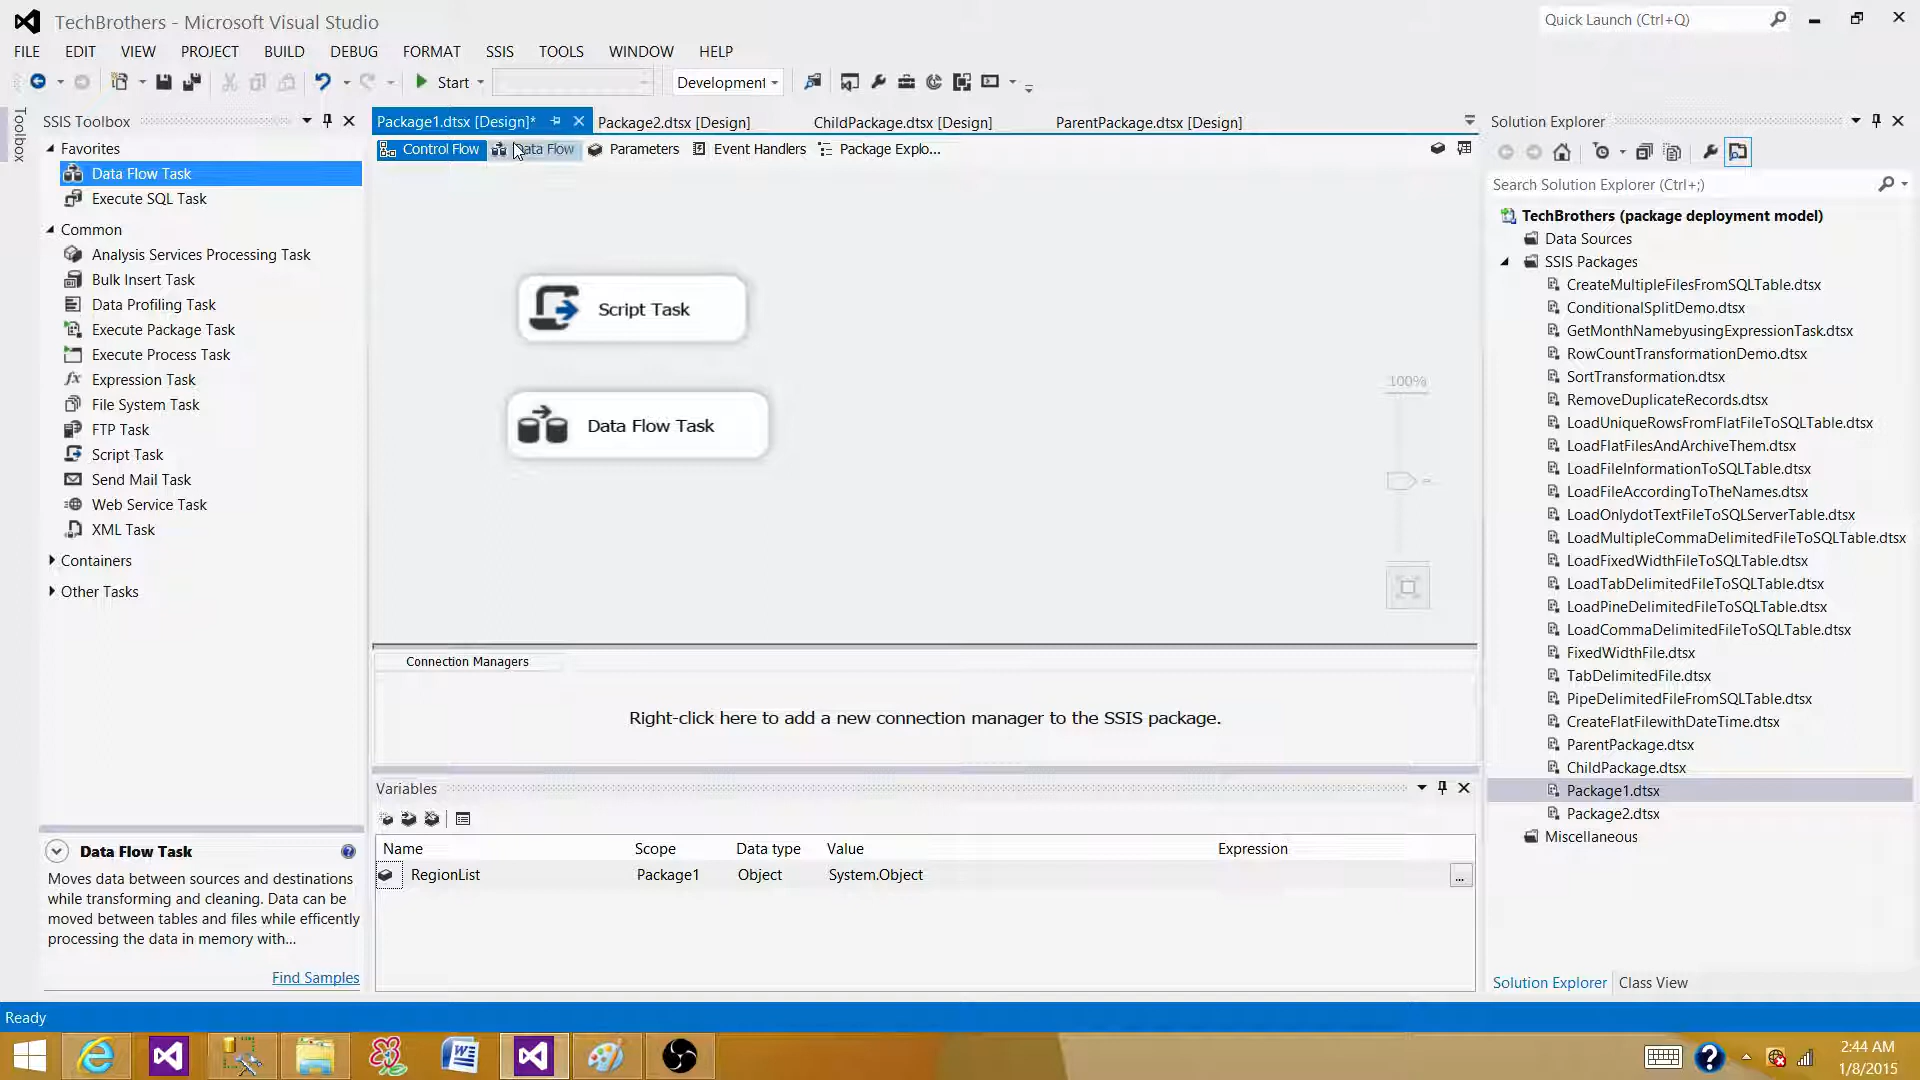 TechBrothers - Microsoft Visual Studio
Quick Launch (Ctrl+Q)
FILE EDIT VIEW PROJECT BUILD DEBUG FORMAT SSIS TOOLS WINDOW HELP
Start
Development
Toolbox
SSIS Toolbox
Favorites
Data Flow Task
Execute SQL Task
Common
Analysis Services Processing Task
Bulk Insert Task
Data Profiling Task
Execute Package Task
Execute Process Task
Expression Task
File System Task
FTP Task
Script Task
Send Mail Task
Web Service Task
XML Task
Containers
Other Tasks
Data Flow Task
Moves data between sources and destinations
while transforming and cleaning. Data can be
moved between tables and files while efficently
processing the data in memory with...
Find Samples
Package1.dtsx [Design]* Package2.dtsx [Design] ChildPackage.dtsx [Design] ParentPackage.dtsx [Design]
Control Flow Data Flow Parameters Event Handlers Package Explo...
Script Task
Data Flow Task
100%
Connection Managers
Right-click here to add a new connection manager to the SSIS package.
Variables
Name Scope Data type Value Expression
RegionList Package1 Object System.Object ...
Solution Explorer
Search Solution Explorer (Ctrl+;)
TechBrothers (package deployment model)
Data Sources
SSIS Packages
CreateMultipleFilesFromSQLTable.dtsx
ConditionalSplitDemo.dtsx
GetMonthNamebyusingExpressionTask.dtsx
RowCountTransformationDemo.dtsx
SortTransformation.dtsx
RemoveDuplicateRecords.dtsx
LoadUniqueRowsFromFlatFileToSQLTable.dtsx
LoadFlatFilesAndArchiveThem.dtsx
LoadFileInformationToSQLTable.dtsx
LoadFileAccordingToTheNames.dtsx
LoadOnlydotTextFileToSQLServerTable.dtsx
LoadMultipleCommaDelimitedFileToSQLTable.dtsx
LoadFixedWidthFileToSQLTable.dtsx
LoadTabDelimitedFileToSQLTable.dtsx
LoadPineDelimitedFileToSQLTable.dtsx
LoadCommaDelimitedFileToSQLTable.dtsx
FixedWidthFile.dtsx
TabDelimitedFile.dtsx
PipeDelimitedFileFromSQLTable.dtsx
CreateFlatFilewithDateTime.dtsx
ParentPackage.dtsx
ChildPackage.dtsx
Package1.dtsx
Package2.dtsx
Miscellaneous
Solution Explorer Class View
Ready
2:44 AM
1/8/2015